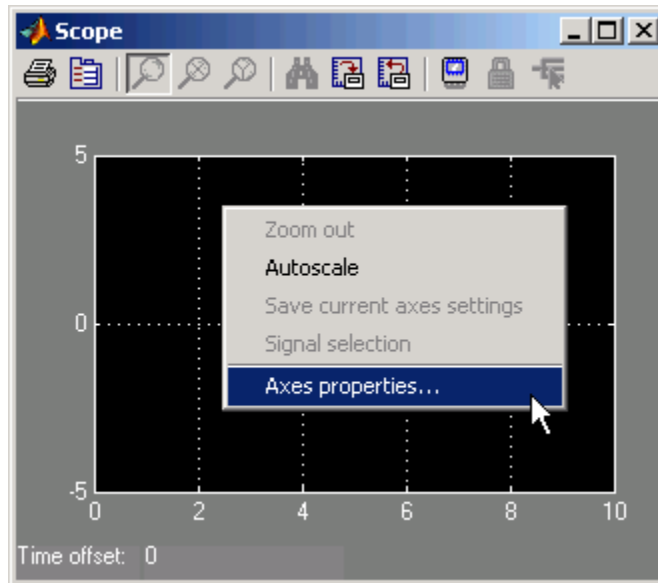 Scope
5
Zoom out
Autoscale
Save current axes settings
0
Signal selection
Axes properties...
-5
0 2 4 6 8 10
Time offset: 0